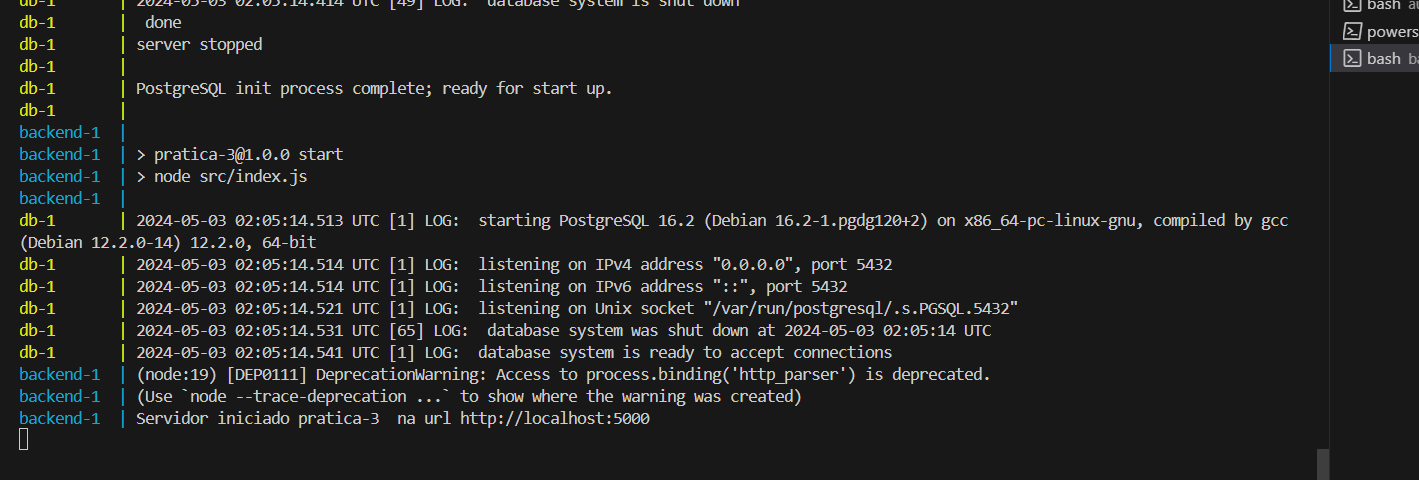 db-1         | 2024-05-03 02:05:14.414 UTC [49] LOG:  database system is shut down
db-1         |  done
db-1         | server stopped
db-1         |
db-1         | PostgreSQL init process complete; ready for start up.
db-1         |
backend-1  |
backend-1  | > pratica-3@1.0.0 start
backend-1  | > node src/index.js
backend-1  |
db-1         | 2024-05-03 02:05:14.513 UTC [1] LOG:  starting PostgreSQL 16.2 (Debian 16.2-1.pgdg120+2) on x86_64-pc-linux-gnu, compiled by gcc
(Debian 12.2.0-14) 12.2.0, 64-bit
db-1         | 2024-05-03 02:05:14.514 UTC [1] LOG:  listening on IPv4 address "0.0.0.0", port 5432
db-1         | 2024-05-03 02:05:14.514 UTC [1] LOG:  listening on IPv6 address "::", port 5432
db-1         | 2024-05-03 02:05:14.521 UTC [1] LOG:  listening on Unix socket "/var/run/postgresql/.s.PGSQL.5432"
db-1         | 2024-05-03 02:05:14.531 UTC [65] LOG:  database system was shut down at 2024-05-03 02:05:14 UTC
db-1         | 2024-05-03 02:05:14.541 UTC [1] LOG:  database system is ready to accept connections
backend-1  | (node:19) [DEP0111] DeprecationWarning: Access to process.binding('http_parser') is deprecated.
backend-1  | (Use `node --trace-deprecation ...` to show where the warning was created)
backend-1  | Servidor iniciado pratica-3  na url http://localhost:5000
bash
powers
bash ba